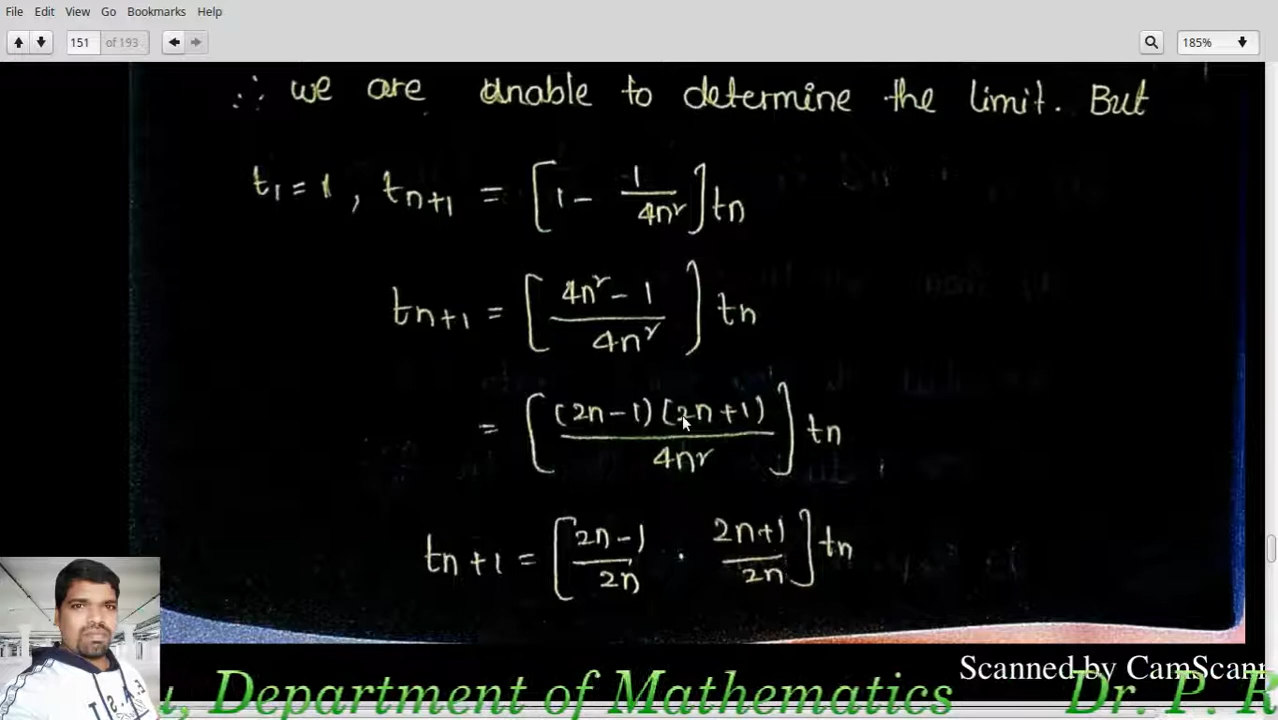 File Edit View Go Bookmarks Help
151 of 193
185%
∴ we are unable to determine the limit. But
t₁ = 1, tn+1 = [1 - 1/4n²] tn
tn+1 = [4n² - 1 / 4n²] tn
= [(2n-1)(2n+1) / 4n²] tn
tn+1 = [2n-1/2n · 2n+1/2n] tn
Scanned by CamScann
, Department of Mathematics Dr. P. R